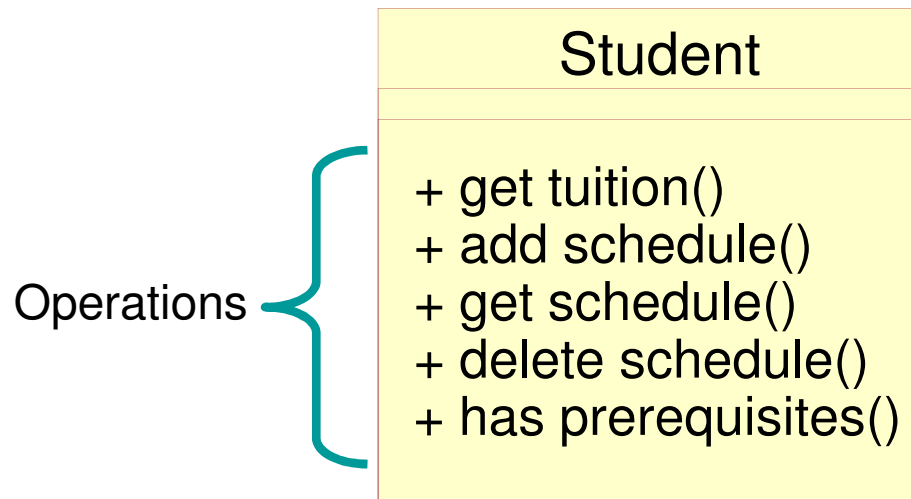 Student
Operations
+ get tuition()
+ add schedule()
+ get schedule()
+ delete schedule()
+ has prerequisites()